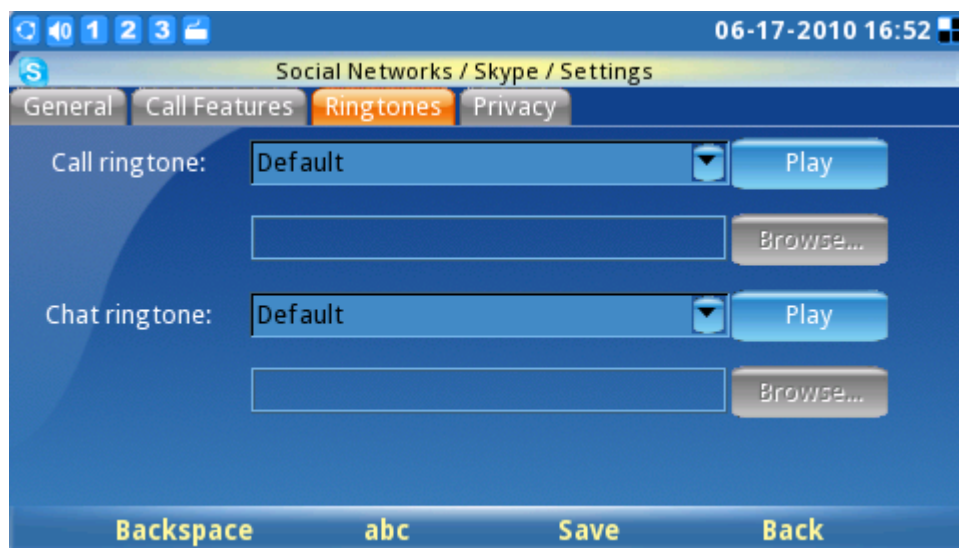 1 2 3 06-17-2010 16:52
S Social Networks / Skype / Settings
General Call Features Ringtones Privacy
Call ringtone: Default Play
Browse...
Chat ringtone: Default Play
Browse...
Backspace abc Save Back